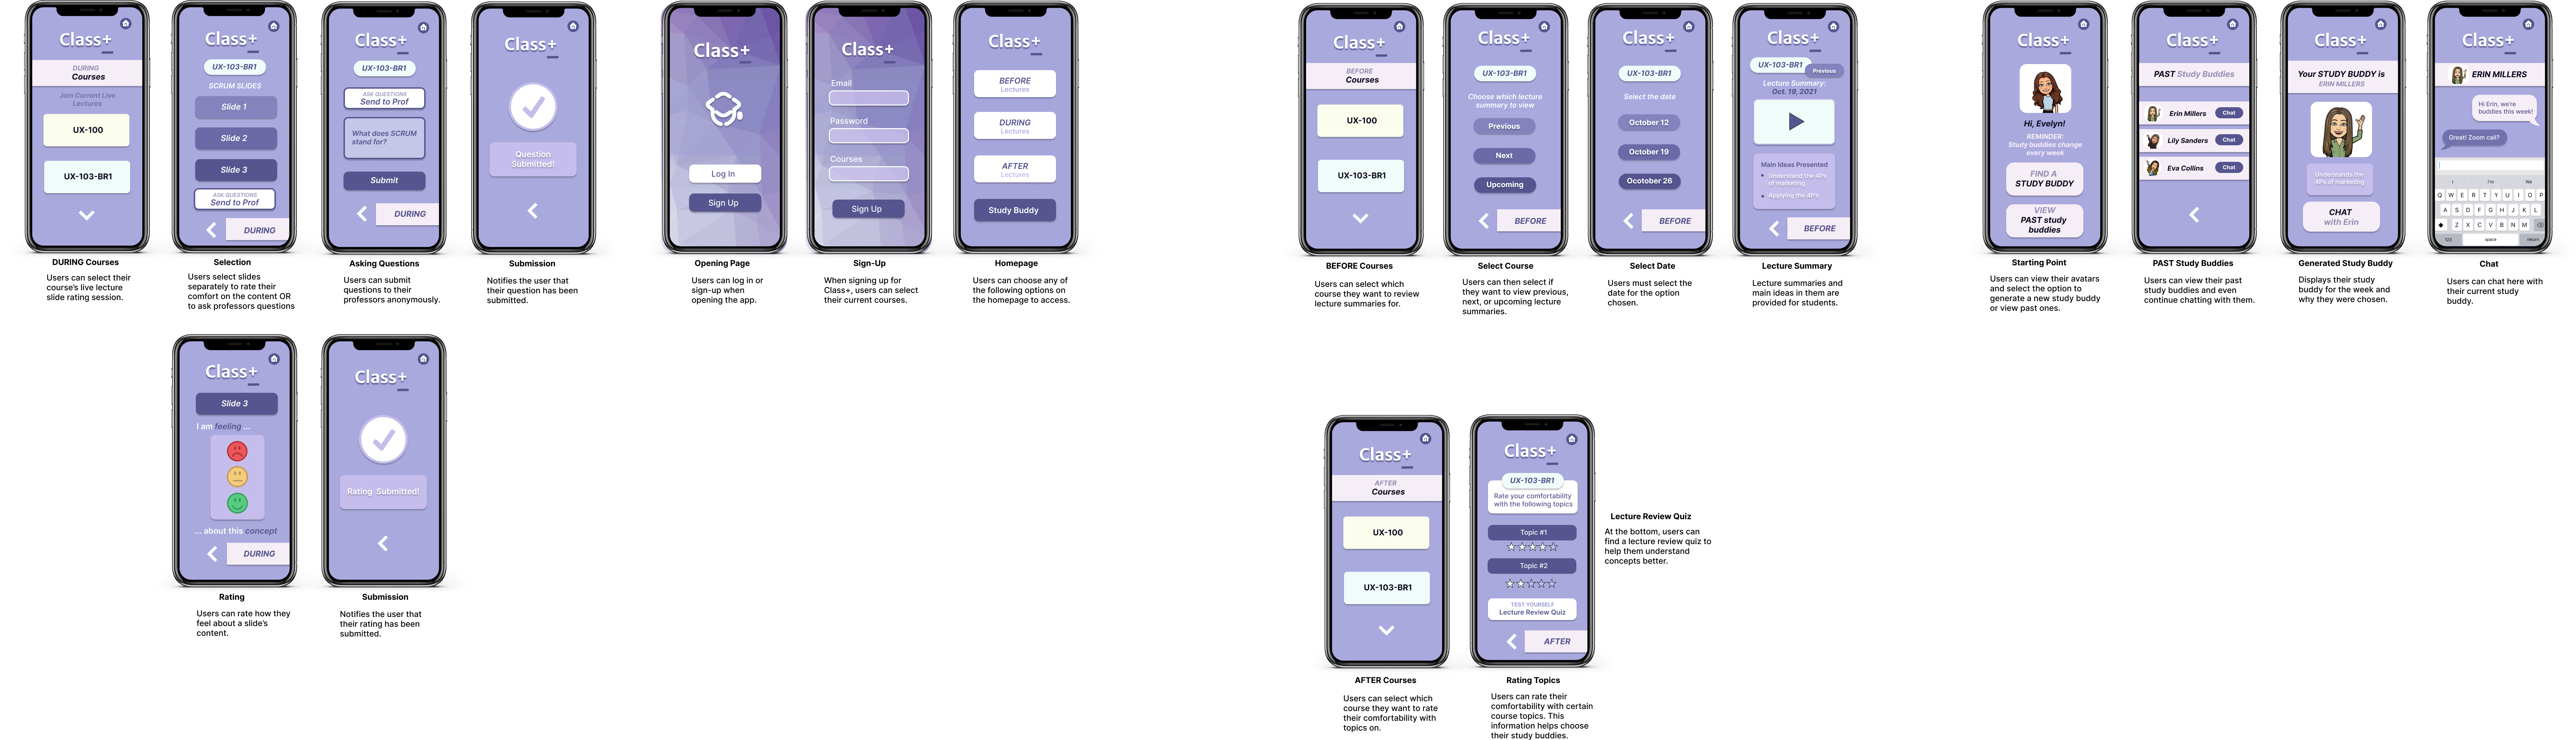 Class+
DURING
Courses
Join Current Live
Lectures
UX-100
UX-103-BR1
DURING Courses
Users can select their
course's live lecture
slide rating session.
Class+
UX-103-BR1
SCRUM SLIDES
Slide 1
Slide 2
Slide 3
ASK QUESTIONS
Send to Prof
DURING
Selection
Users select slides
separately to rate their
comfort on the content OR
to ask professors questions
Class+
UX-103-BR1
ASK QUESTIONS
Send to Prof
What does SCRUM
stand for?
Submit
DURING
Asking Questions
Users can submit
questions to their
professors anonymously.
Class+
Question
Submitted!
Submission
Notifies the user that
their question has been
submitted.
Class+
Log In
Sign Up
Opening Page
Users can log in or
sign-up when
opening the app.
Class+
Email
Password
Courses
Sign Up
Sign-Up
When signing up for
Class+, users can select
their current courses.
Class+
BEFORE
Lectures
DURING
Lectures
AFTER
Lectures
Study Buddy
Homepage
Users can choose any of
the following options on
the homepage to access.
Class+
BEFORE
Courses
UX-100
UX-103-BR1
BEFORE Courses
Users can select which
course they want to review
lecture summaries for.
Class+
UX-103-BR1
Choose which lecture
summary to view
Previous
Next
Upcoming
BEFORE
Select Course
Users can then select if
they want to view previous,
next, or upcoming lecture
summaries.
Class+
UX-103-BR1
Select the date
October 12
October 19
Ocotober 26
BEFORE
Select Date
Users must select the
date for the option
chosen.
Class+
UX-103-BR1
Previous
Lecture Summary:
Oct. 19, 2021
Main Ideas Presented
Understand the 4Ps
of marketing
Applying the 4P's
BEFORE
Lecture Summary
Lecture summaries and
main ideas in them are
provided for students.
Class+
Hi, Evelyn!
REMINDER:
Study buddies change
every week
FIND A
STUDY BUDDY
VIEW
PAST study
buddies
Starting Point
Users can view their avatars
and select the option to
generate a new study buddy
or view past ones.
Class+
PAST Study Buddies
Erin Millers Chat
Lily Sanders Chat
Eva Collins Chat
PAST Study Buddies
Users can view their past
study buddies and even
continue chatting with them.
Class+
Your STUDY BUDDY is
ERIN MILLERS
Understands the
4Ps of marketing
CHAT
with Erin
Generated Study Buddy
Displays their study
buddy for the week and
why they were chosen.
Class+
ERIN MILLERS
Hi Erin, we're
buddies this week!
Great! Zoom call?
I I'm We
Q W E R T Y U I O P
A S D F G H J K L
Z X C V B N M
123 space return
Chat
Users can chat here with
their current study
buddy.
Class+
Slide 3
I am feeling ...
... about this concept
DURING
Rating
Users can rate how they
feel about a slide's
content.
Class+
Rating Submitted!
Submission
Notifies the user that
their rating has been
submitted.
Class+
AFTER
Courses
UX-100
UX-103-BR1
AFTER Courses
Users can select which
course they want to rate
their comfortability with
topics on.
Class+
UX-103-BR1
Rate your comfortability
with the following topics
Topic #1
Topic #2
TEST YOURSELF
Lecture Review Quiz
AFTER
Rating Topics
Users can rate their
comfortability with certain
course topics. This
information helps choose
their study buddies.
Lecture Review Quiz
At the bottom, users can
find a lecture review quiz to
help them understand
concepts better.